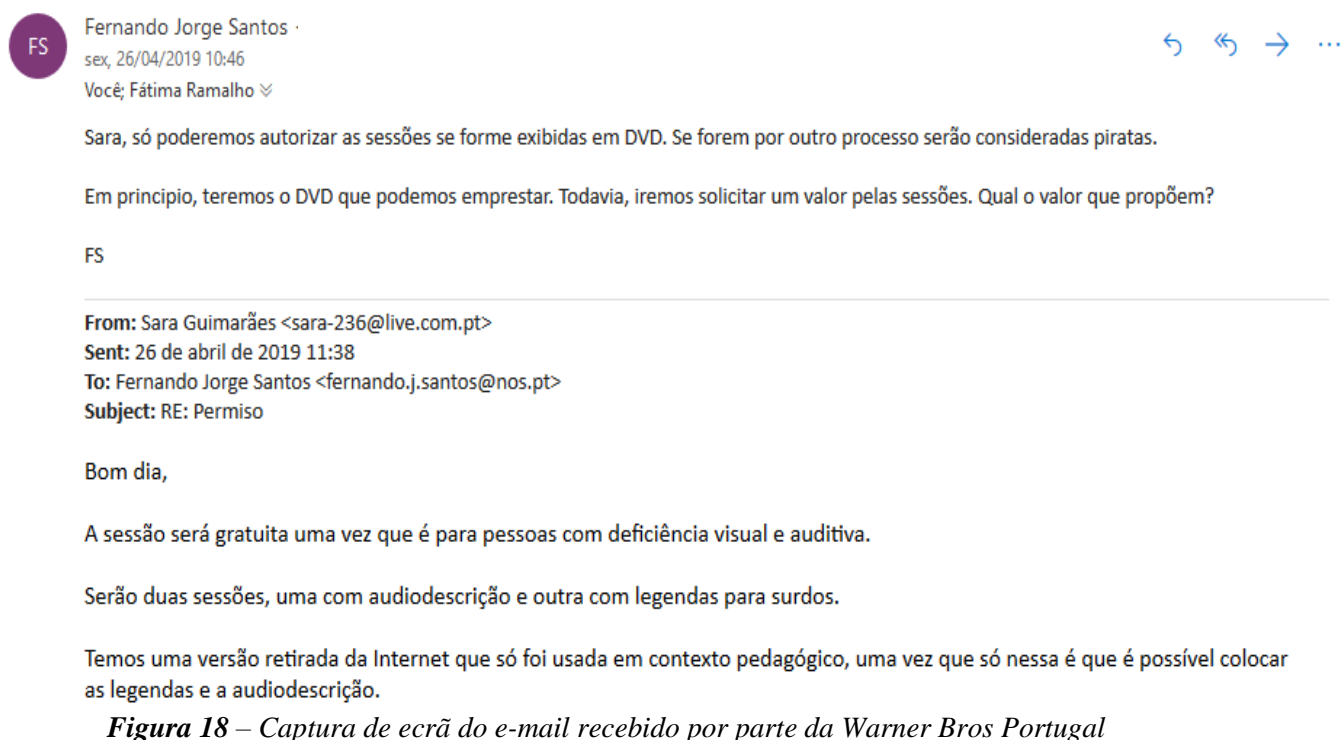 FS
Fernando Jorge Santos ·
sex, 26/04/2019 10:46
Você; Fátima Ramalho
Sara, só poderemos autorizar as sessões se forme exibidas em DVD. Se forem por outro processo serão consideradas piratas.
Em principio, teremos o DVD que podemos emprestar. Todavia, iremos solicitar um valor pelas sessões. Qual o valor que propõem?
FS
From: Sara Guimarães <sara-236@live.com.pt>
Sent: 26 de abril de 2019 11:38
To: Fernando Jorge Santos <fernando.j.santos@nos.pt>
Subject: RE: Permiso
Bom dia,
A sessão será gratuita uma vez que é para pessoas com deficiência visual e auditiva.
Serão duas sessões, uma com audiodescrição e outra com legendas para surdos.
Temos uma versão retirada da Internet que só foi usada em contexto pedagógico, uma vez que só nessa é que é possível colocar
as legendas e a audiodescrição.
Figura 18 – Captura de ecrã do e-mail recebido por parte da Warner Bros Portugal